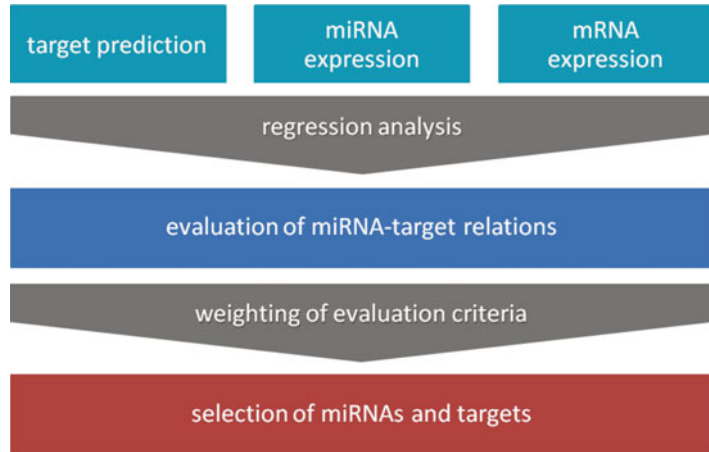 target prediction
miRNA
expression
mRNA
expression
regression analysis
evaluation of miRNA-target relations
weighting of evaluation criteria
selection of miRNAs and targets